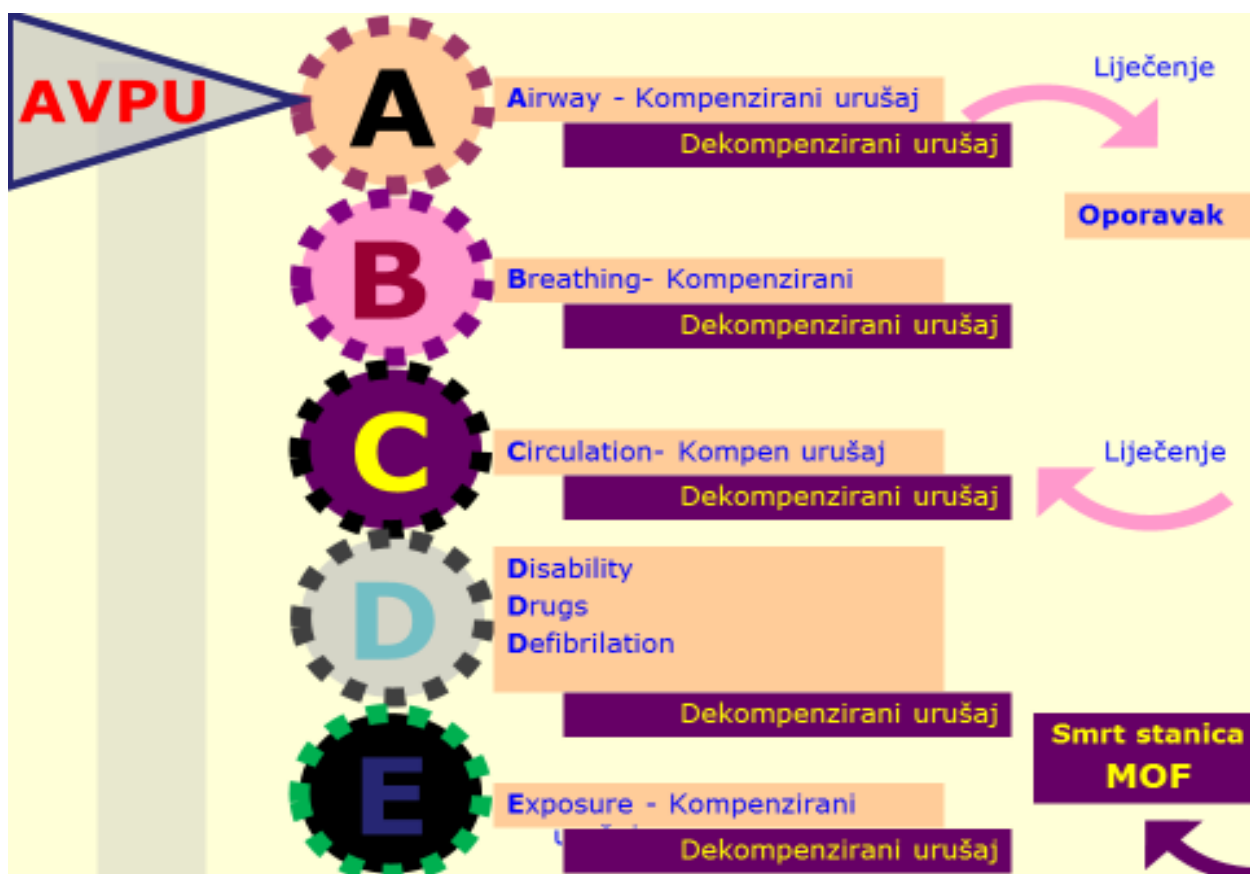 AVPU
A
Airway - Kompenzirani urušaj
Dekompenzirani urušaj
Liječenje
Oporavak
B
Breathing- Kompenzirani
Dekompenzirani urušaj
C
Circulation- Kompen urušaj
Dekompenzirani urušaj
Liječenje
D
Disability
Drugs
Defibrilation
Dekompenzirani urušaj
Smrt stanica
MOF
E
Exposure - Kompenzirani
Dekompenzirani urušaj